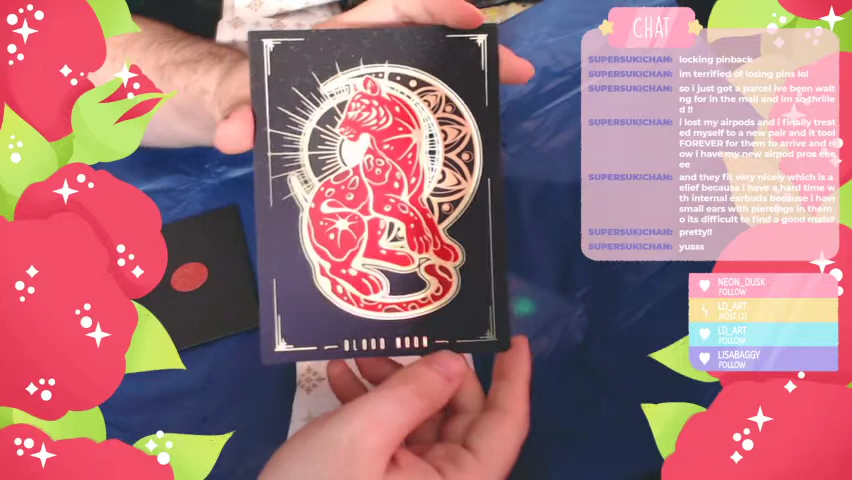 CHAT
SUPERSUKICHAN: locking pinback
SUPERSUKICHAN: im terrified of losing pins lol
SUPERSUKICHAN: so i just got a parcel ive been wait
ng for in the mail and im so thrille
d !!
SUPERSUKICHAN: i lost my airpods and i finally treat
ed myself to a new pair and it tool
FOREVER for them to arrive and n
ow i have my new airpod pros
ee
SUPERSUKICHAN: and they fit very nicely which is a
elief because i have a hard time w
th internal earbuds because i hav
small ears with piercings in them
o its difficult to find a good match
SUPERSUKICHAN: pretty!!
SUPERSUKICHAN: yusss
NEON_DUSK
FOLLOW
LD_ART
HOST
LD_ART
FOLLOW
LISABAGGY
FOLLOW
BLOOD MOON